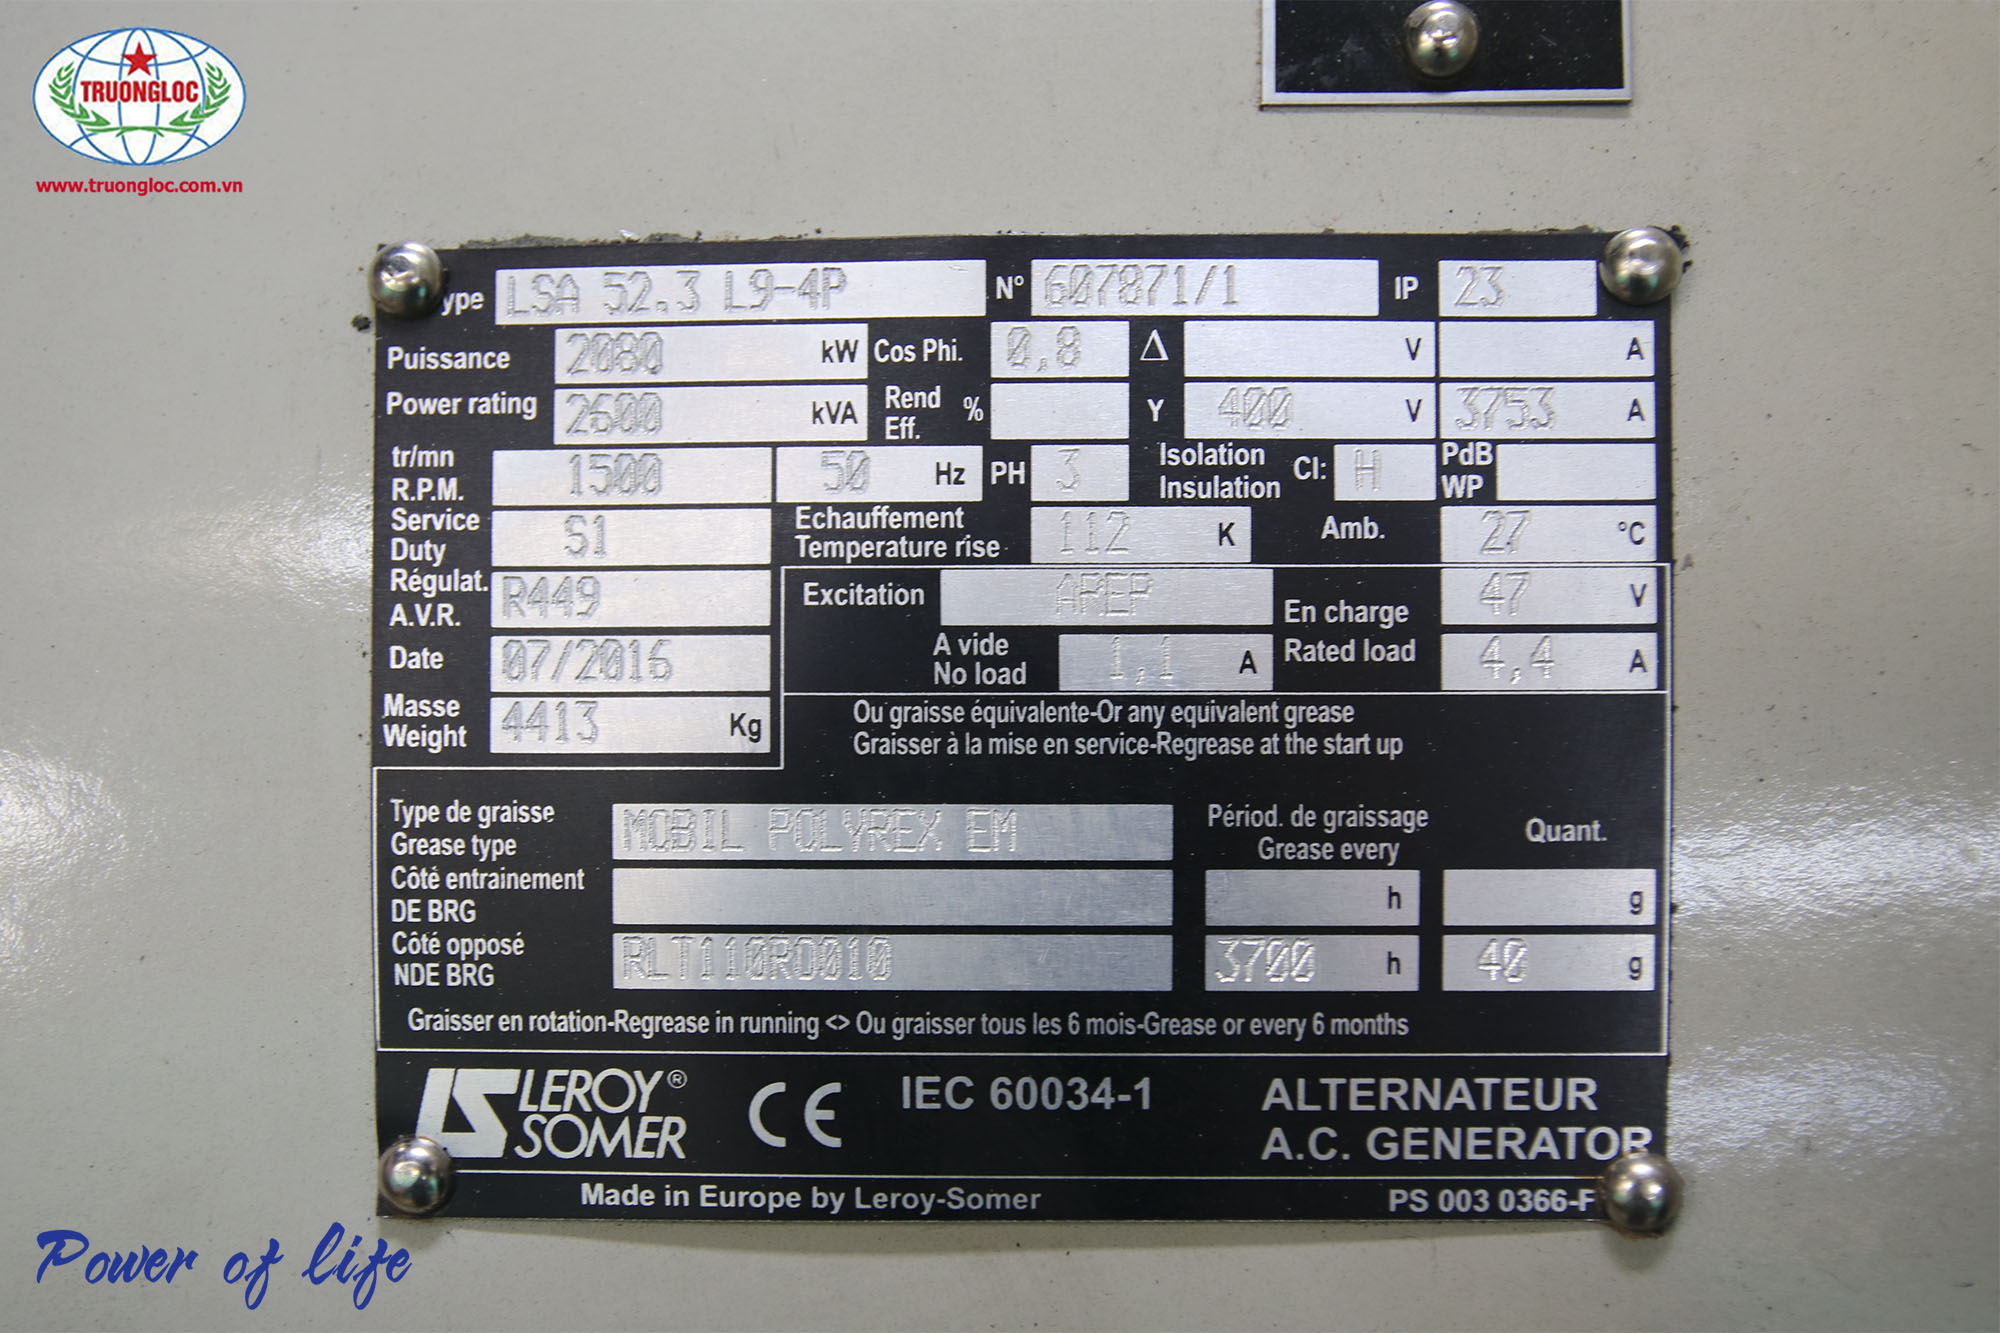 TRUONGLOC
www.truongloc.com.vn
ype LSA 52.3 L9-4P N° 607871/1 IP 23
Puissance 2080 kW Cos Phi. 0,8 Δ V A
Power rating 2600 kVA Rend Eff. % Y 400 V 3753 A
tr/mn R.P.M. 1500 50 Hz PH 3 Isolation Insulation Cl: H PdB WP
Service Duty S1 Echauffement Temperature rise 112 K Amb. 27 °C
Régulat. A.V.R. R449 Excitation AREP En charge Rated load 47 V
Date 07/2016 A vide No load 1,1 A 4,4 A
Masse Weight 4413 Kg
Ou graisse équivalente-Or any equivalent grease
Graisser à la mise en service-Regrease at the start up
Type de graisse Grease type MOBIL POLYREX EM Périod. de graissage Grease every Quant.
Côté entrainement DE BRG h g
Côté opposé NDE BRG RLT110R0010 3700 h 40 g
Graisser en rotation-Regrease in running <> Ou graisser tous les 6 mois-Grease or every 6 months
LEROY® SOMER CE IEC 60034-1 ALTERNATEUR
A.C. GENERATOR
Made in Europe by Leroy-Somer PS 003 0366-F
Power of life